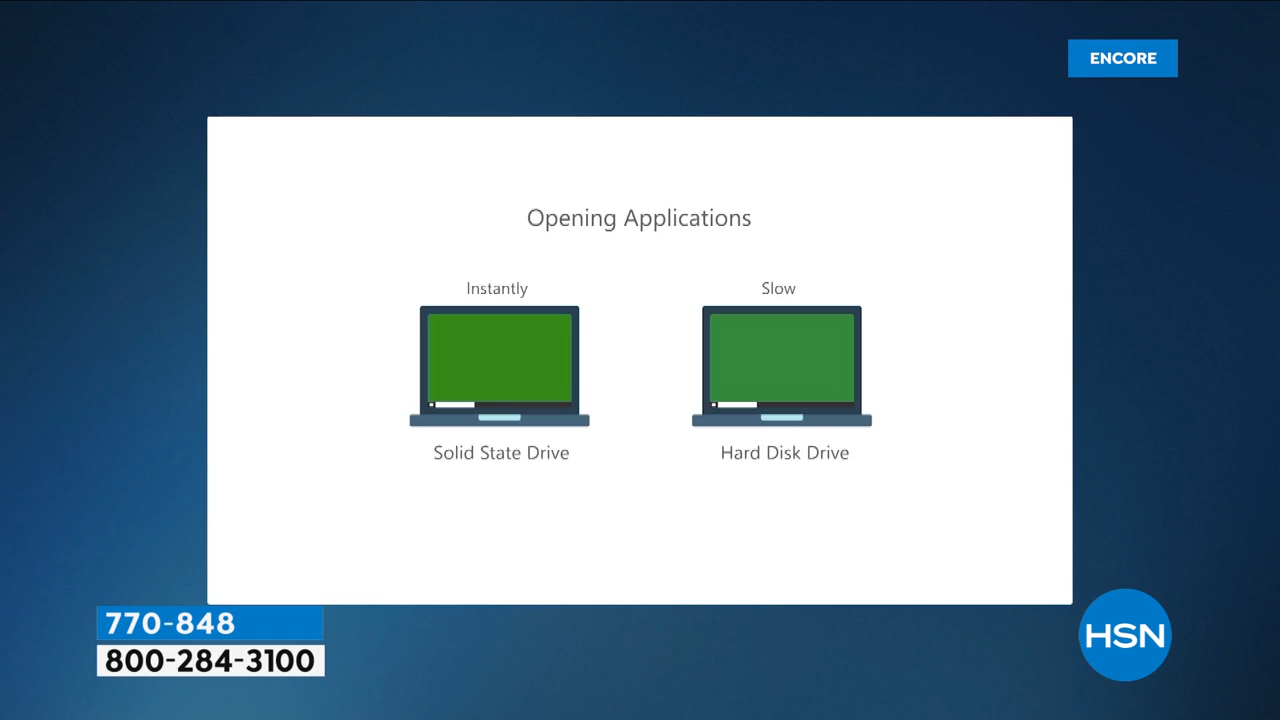 ENCORE
Opening Applications
Instantly
Slow
Solid State Drive
Hard Disk Drive
770-848
800-284-3100
HSN